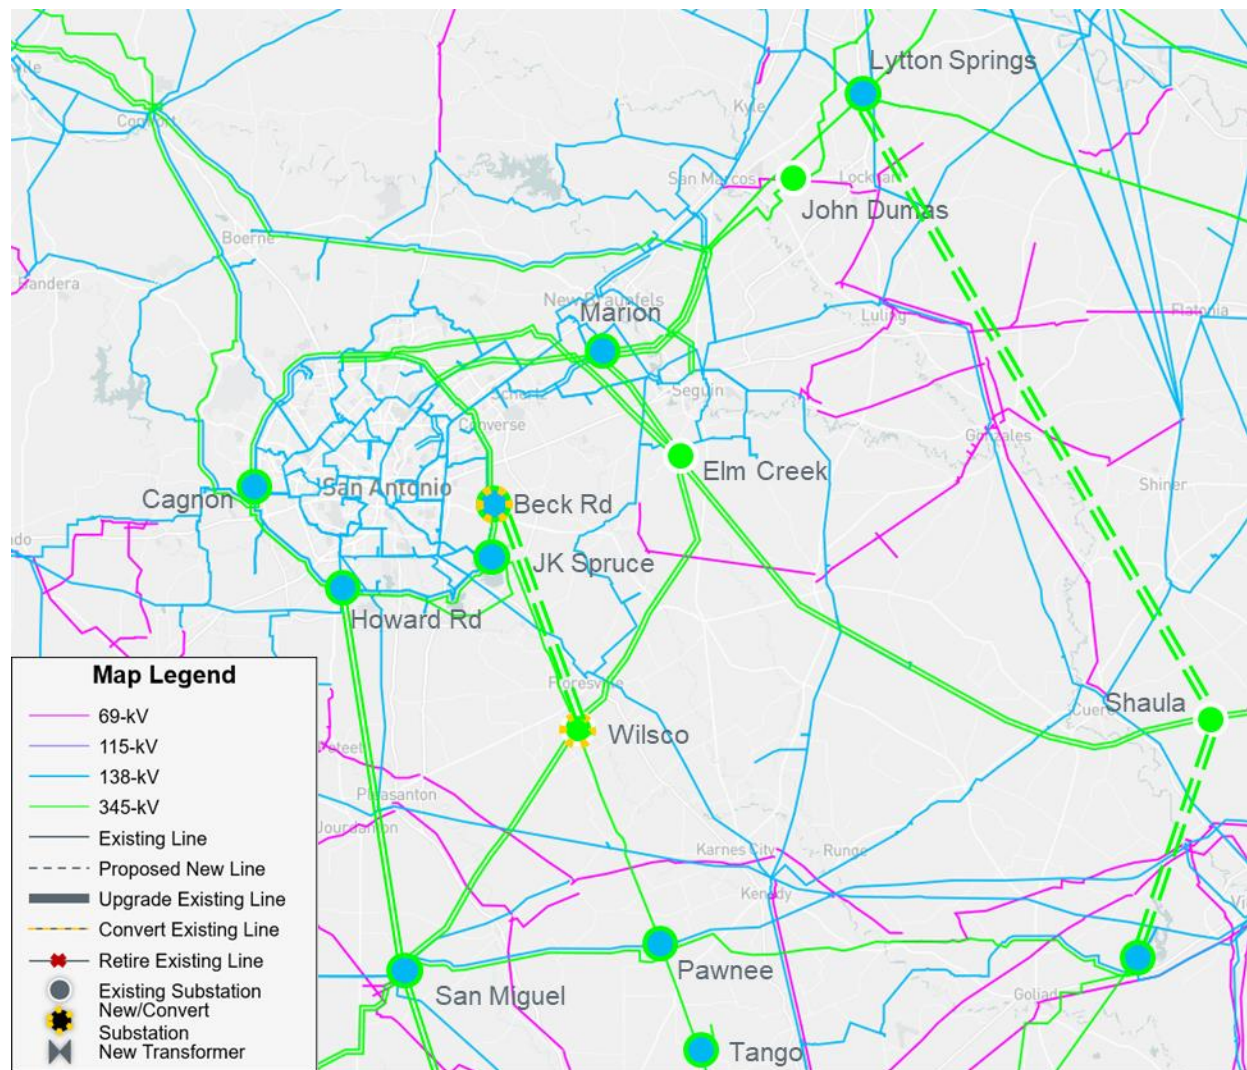 Lytton Springs
Kyle
San Marcos
John Dumas
Boerne
Bandera
New Braunfels
Marion
Luling
Flatonia
Seguin
Schertz
Converse
Gonzales
Elm Creek
Shiner
Cagnon
San Antonio
Beck Rd
JK Spruce
Howard Rd
Floresville
Shaula
Cuero
Wilsco
Poteet
Pleasanton
Jourdanton
Karnes City
Runge
Kenedy
Pawnee
San Miguel
Goliad
Tango
Map Legend
69-kV
115-kV
138-kV
345-kV
Existing Line
Proposed New Line
Upgrade Existing Line
Convert Existing Line
Retire Existing Line
Existing Substation
New/Convert
Substation
New Transformer